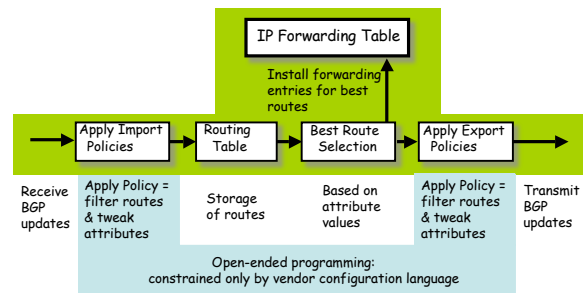 IP Forwarding Table
Install forwarding
entries for best
routes
Apply Import
Policies
Routing
Table
Best Route
Selection
Apply Export
Policies
Receive
BGP
updates
Apply Policy =
filter routes
& tweak
attributes
Storage
of routes
Based on
attribute
values
Apply Policy =
filter routes
& tweak
attributes
Transmit
BGP
updates
Open-ended programming:
constrained only by vendor configuration language